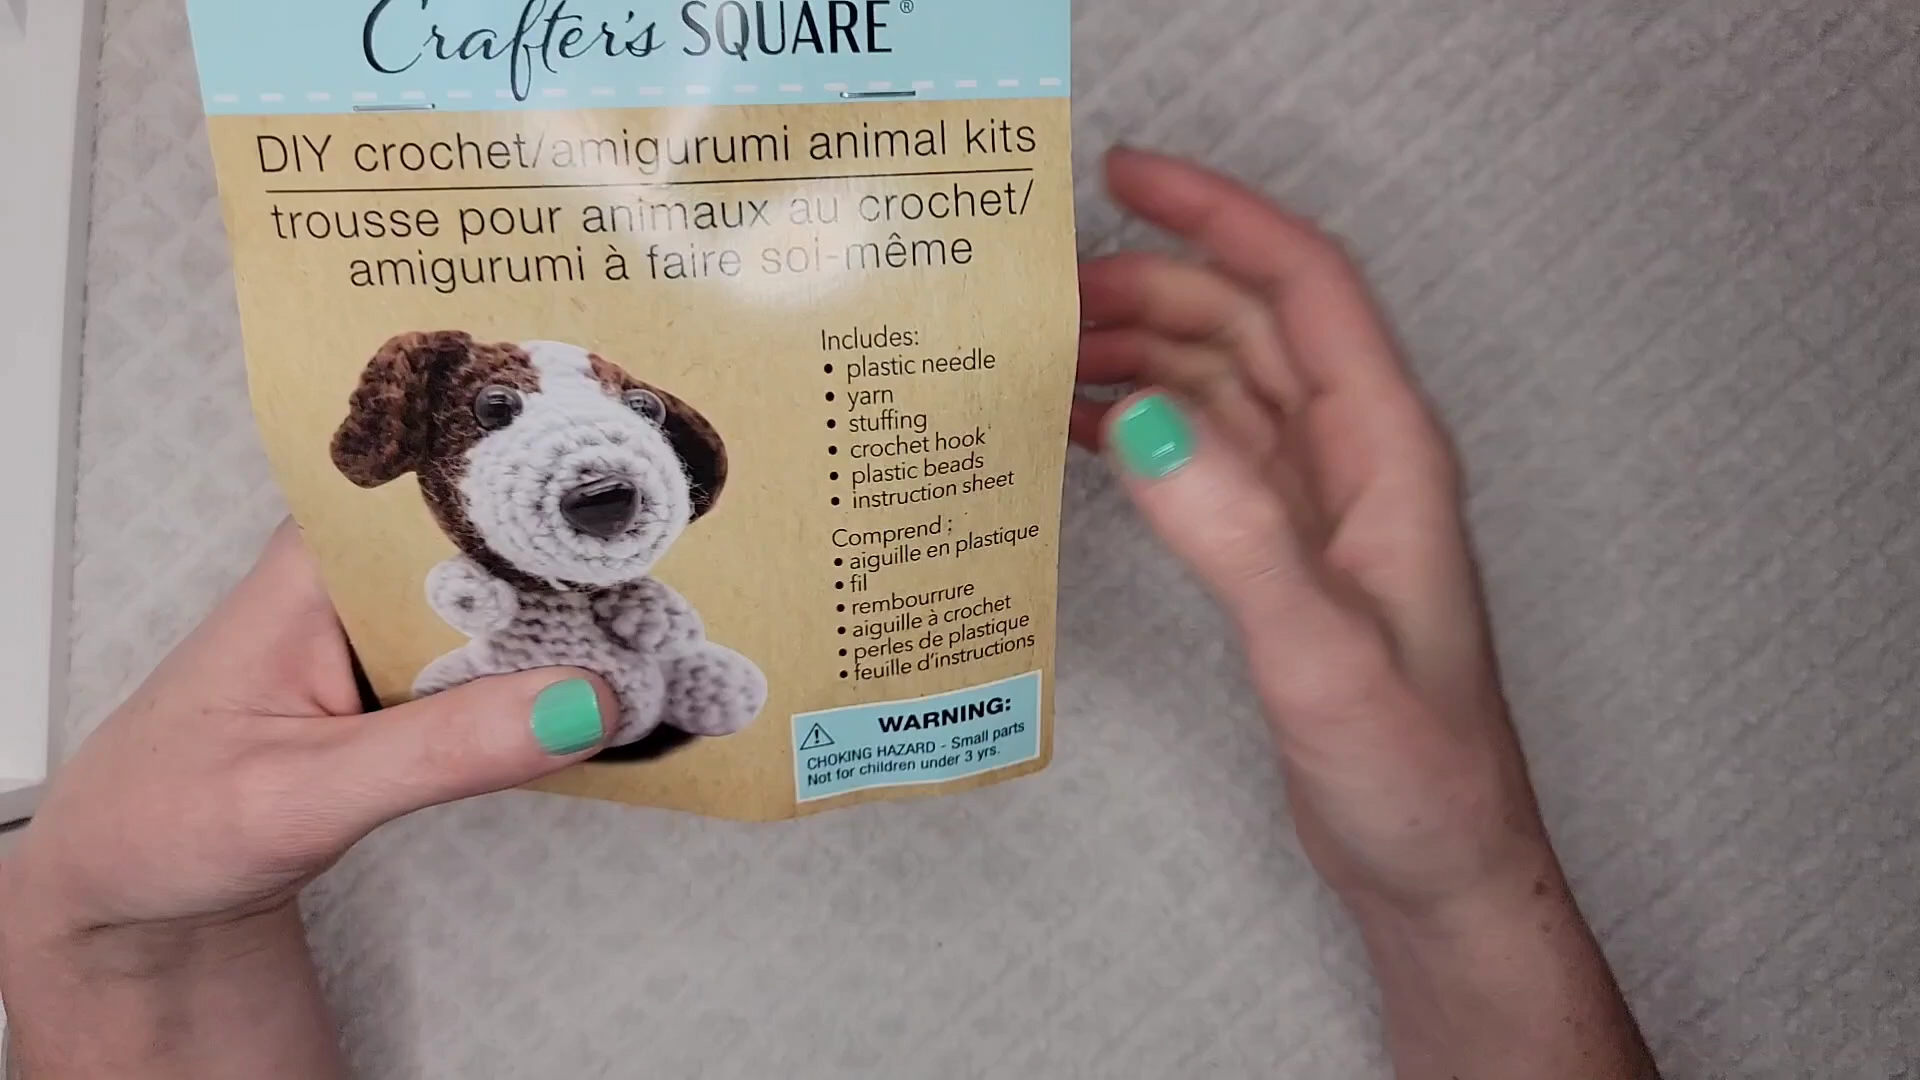 Crafter's SQUARE®
DIY crochet/amigurumi animal kits
trousse pour animaux au crochet/
amigurumi à faire soi-même
Includes:
• plastic needle
• yarn
• stuffing
• crochet hook
• plastic beads
• instruction sheet
Comprend :
• aiguille en plastique
• fil
• rembourrure
• aiguille à crochet
• perles de plastique
• feuille d'instructions
WARNING:
CHOKING HAZARD - Small parts
Not for children under 3 yrs.